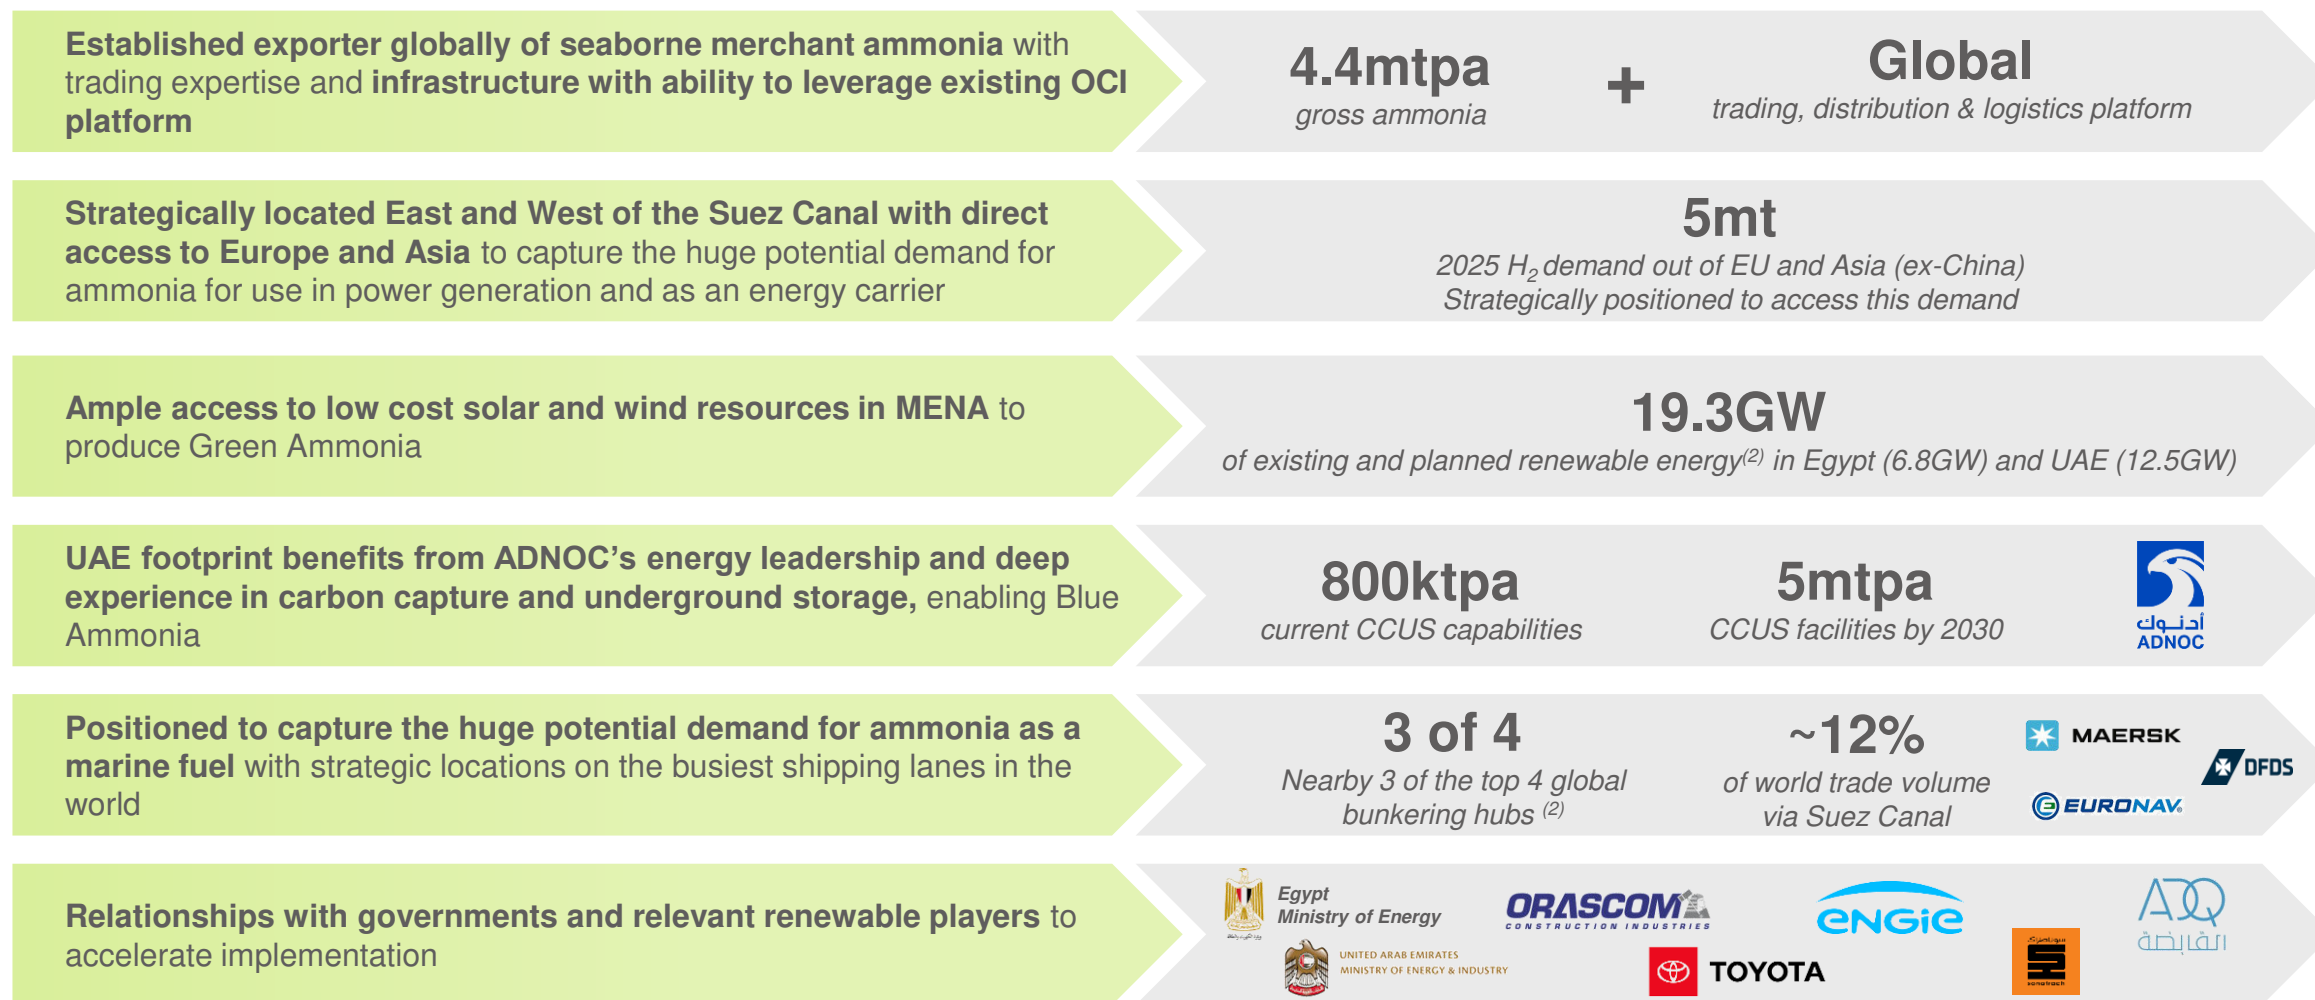 Established exporter globally of seaborne merchant ammonia with
trading expertise and infrastructure with ability to leverage existing OCI
platform
4.4mtpa
gross ammonia
+
Global
trading, distribution & logistics platform
Strategically located East and West of the Suez Canal with direct
access to Europe and Asia to capture the huge potential demand for
ammonia for use in power generation and as an energy carrier
5mt
2025 H2 demand out of EU and Asia (ex-China)
Strategically positioned to access this demand
Ample access to low cost solar and wind resources in MENA to
produce Green Ammonia
19.3GW
of existing and planned renewable energy(2) in Egypt (6.8GW) and UAE (12.5GW)
UAE footprint benefits from ADNOC's energy leadership and deep
experience in carbon capture and underground storage, enabling Blue
Ammonia
800ktpa
current CCUS capabilities
5mtpa
CCUS facilities by 2030
أدنوك
ADNOC
Positioned to capture the huge potential demand for ammonia as a
marine fuel with strategic locations on the busiest shipping lanes in the
world
3 of 4
Nearby 3 of the top 4 global
bunkering hubs (2)
~12%
of world trade volume
via Suez Canal
MAERSK
DFDS
EURONAV
Relationships with governments and relevant renewable players to
accelerate implementation
Egypt
Ministry of Energy
ORASCOM
CONSTRUCTION INDUSTRIES
ENGIE
ADQ
القابضة
UNITED ARAB EMIRATES
MINISTRY OF ENERGY & INDUSTRY
TOYOTA
sonatrach